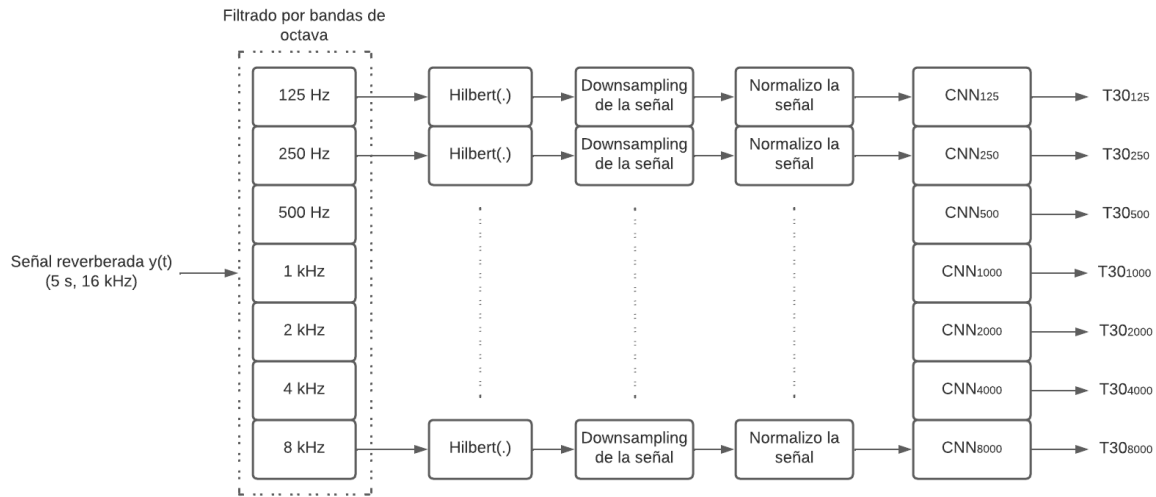 Filtrado por bandas de
octava
125 Hz
Hilbert(.)
Downsampling
de la señal
Normalizo la
señal
CNN125
T30125
250 Hz
Hilbert(.)
Downsampling
de la señal
Normalizo la
señal
CNN250
T30250
500 Hz
CNN500
T30500
Señal reverberada y(t)
(5 s, 16 kHz)
1 kHz
CNN1000
T301000
2 kHz
CNN2000
T302000
4 kHz
CNN4000
T304000
8 kHz
Hilbert(.)
Downsampling
de la señal
Normalizo la
señal
CNN8000
T308000